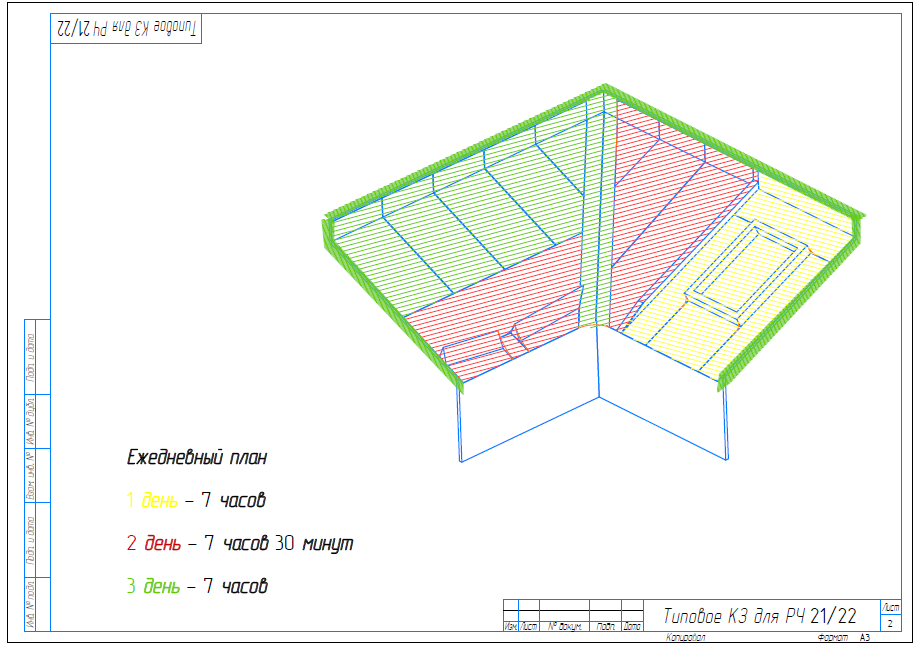 Типовое КЗ для РЧ 21/22
Ежедневный план
1 день – 7 часов
2 день – 7 часов 30 минут
3 день – 7 часов
Подп. и дата
Инв. № дубл.
Взам. инв. №
Подп. и дата
Инв. № подл.
Изм. Лист № докум. Подп. Дата
Типовое КЗ для РЧ 21/22
Лист
2
Копировал Формат А3